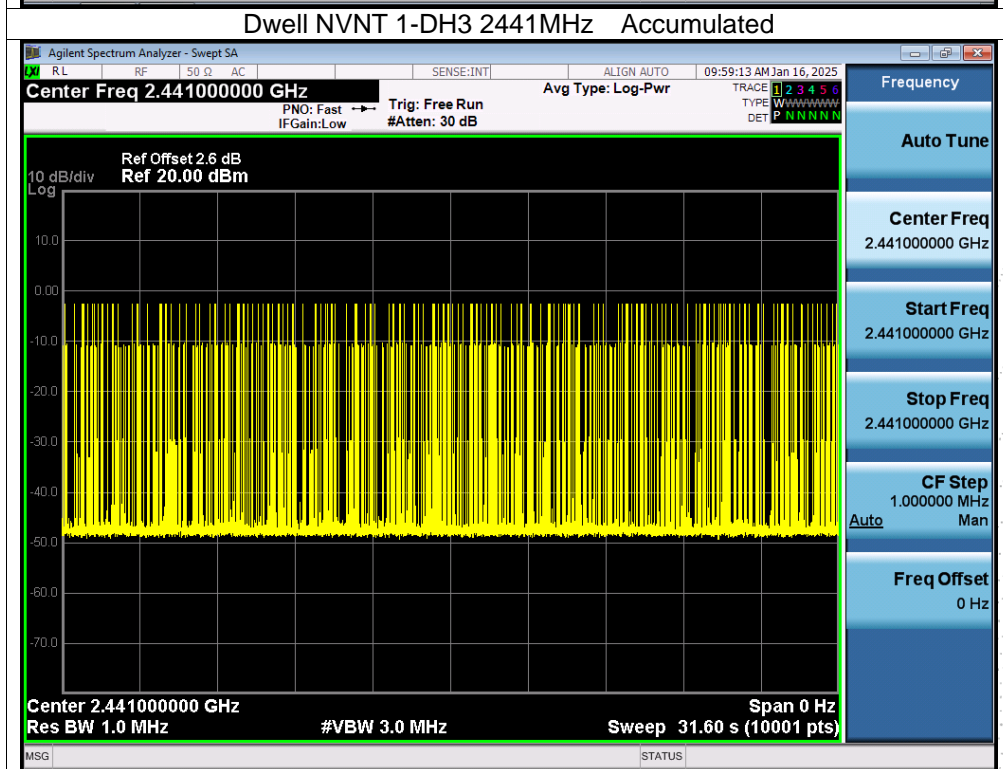 Dwell NVNT 1-DH3 2441MHz Accumulated
Agilent Spectrum Analyzer - Swept SA
LXI RL RF 50 Ω AC SENSE:INT ALIGN AUTO 09:59:13 AM Jan 16, 2025
Center Freq 2.441000000 GHz
PNO: Fast
IFGain:Low
Trig: Free Run
#Atten: 30 dB
Avg Type: Log-Pwr
TRACE 1 2 3 4 5 6
TYPE WWWWWW
DET P N N N N N
Ref Offset 2.6 dB
10 dB/div Ref 20.00 dBm
Log
10.0
0.00
-10.0
-20.0
-30.0
-40.0
-50.0
-60.0
-70.0
Center 2.441000000 GHz Span 0 Hz
Res BW 1.0 MHz #VBW 3.0 MHz Sweep 31.60 s (10001 pts)
MSG STATUS
Frequency
Auto Tune
Center Freq
2.441000000 GHz
Start Freq
2.441000000 GHz
Stop Freq
2.441000000 GHz
CF Step
1.000000 MHz
Auto Man
Freq Offset
0 Hz